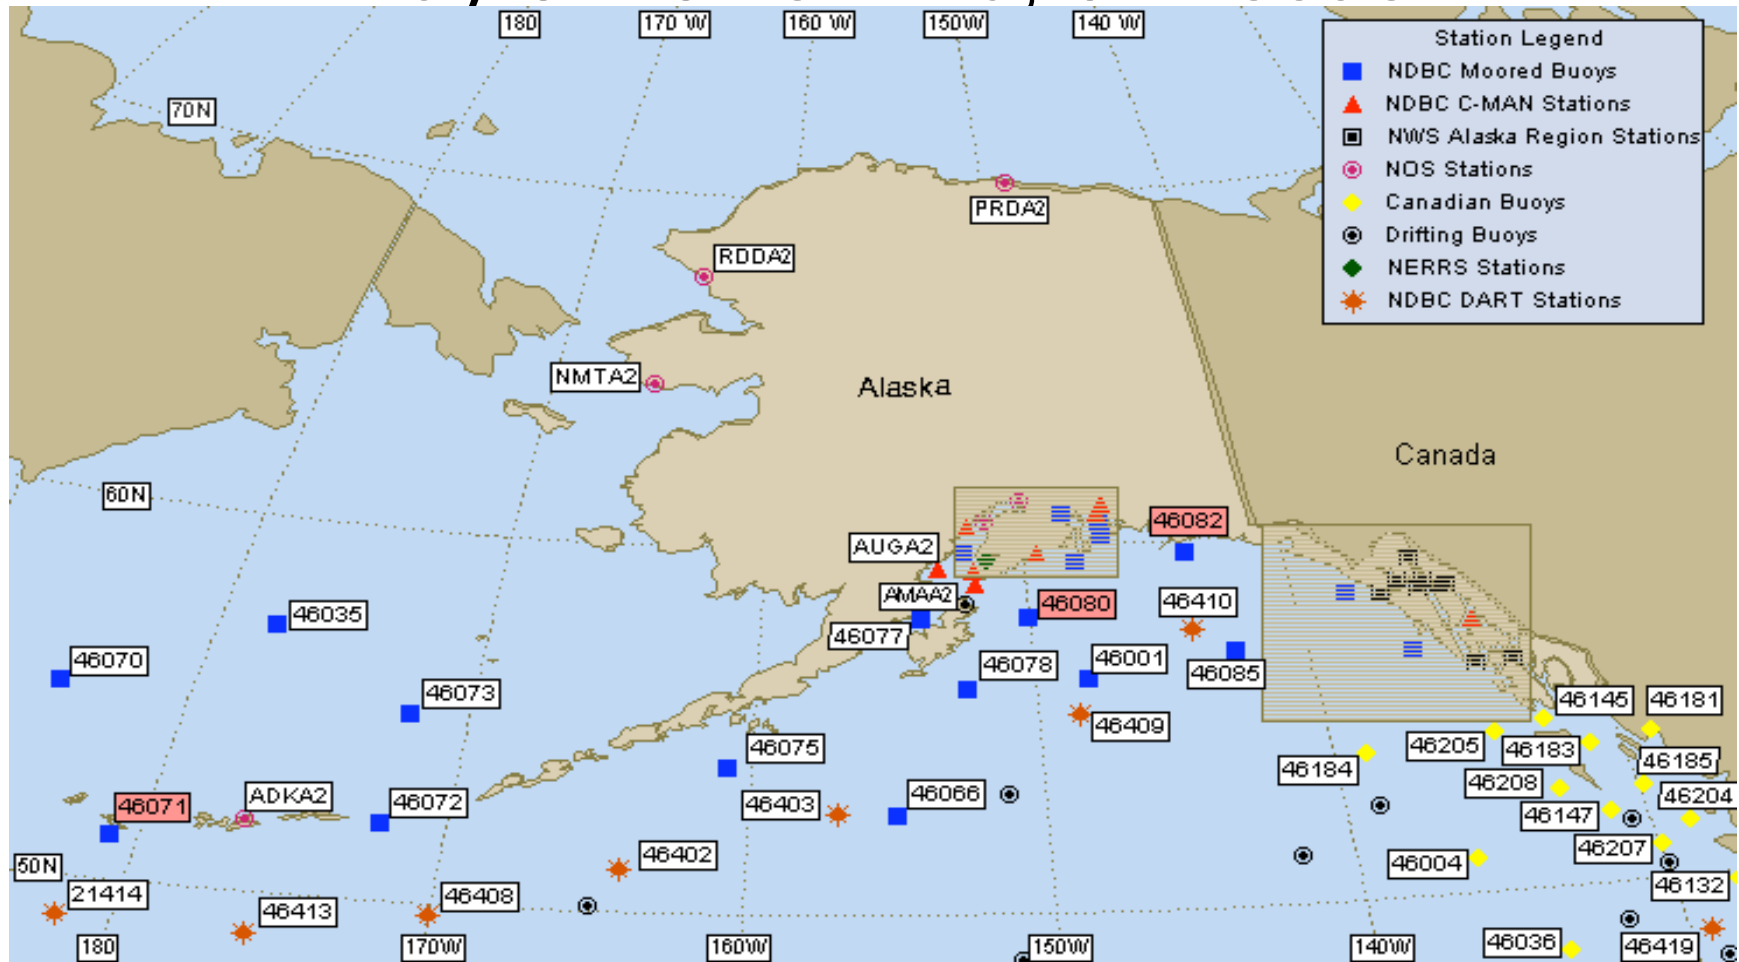 180
170 W
160 W
150W
140 W
Station Legend
NDBC Moored Buoys
NDBC C-MAN Stations
NWS Alaska Region Stations
NOS Stations
Canadian Buoys
Drifting Buoys
NERRS Stations
NDBC DART Stations
70N
PRDA2
RDDA2
NMTA2
Alaska
Canada
60N
46082
AUGA2
AMAA2
46080
46410
46035
46077
46070
46078
46001
46085
46073
46145
46181
46409
46075
46205
46183
46184
46185
46208
46071
ADKA2
46072
46403
46066
46204
46147
46402
46207
50N
46004
21414
46408
46132
46413
180
170W
160W
150W
140W
46036
46419